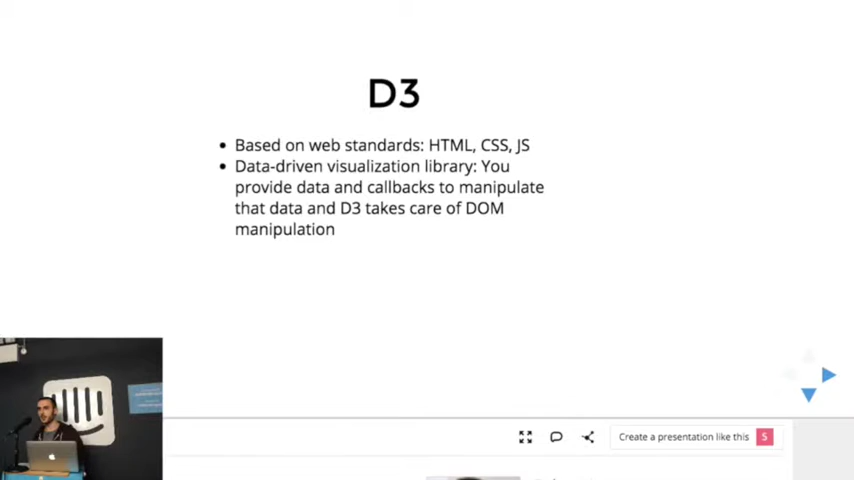 D3
Based on web standards: HTML, CSS, JS
Data-driven visualization library: You
provide data and callbacks to manipulate
that data and D3 takes care of DOM
manipulation
Create a presentation like this
S